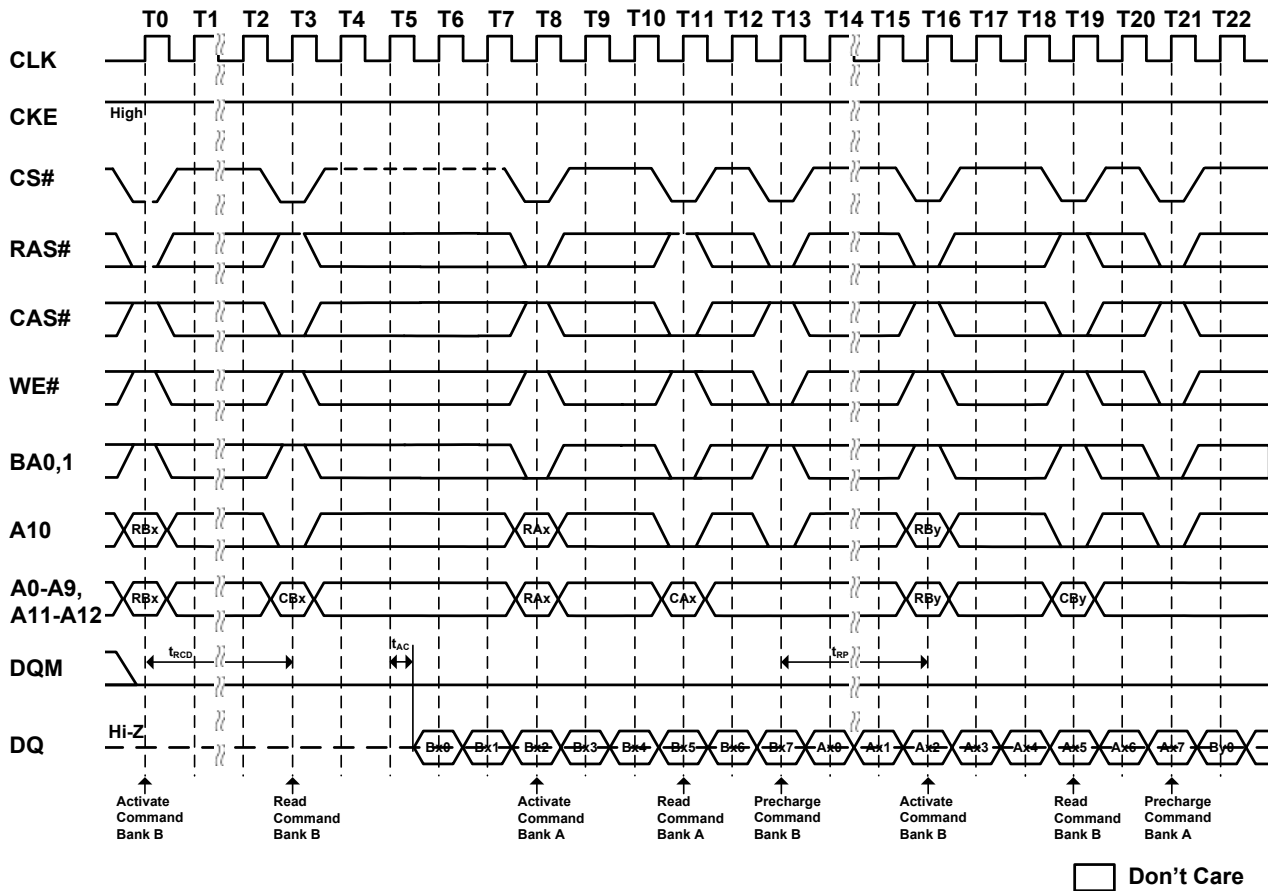 T0 T1 T2 T3 T4 T5 T6 T7 T8 T9 T10 T11 T12 T13 T14 T15 T16 T17 T18 T19 T20 T21 T22
CLK
CKE High
CS#
RAS#
CAS#
WE#
BA0,1
A10 RBx RAx RBy
A0-A9,
A11-A12 RBx CBx RAx CAx RBy CBy
DQM tRCD tAC tRP
DQ Hi-Z Bx0 Bx1 Bx2 Bx3 Bx4 Bx5 Bx6 Bx7 Ax0 Ax1 Ax2 Ax3 Ax4 Ax5 Ax6 Ax7 By0
Activate
Command
Bank B
Read
Command
Bank B
Activate
Command
Bank A
Read
Command
Bank A
Precharge
Command
Bank B
Activate
Command
Bank B
Read
Command
Bank B
Precharge
Command
Bank A
Don't Care